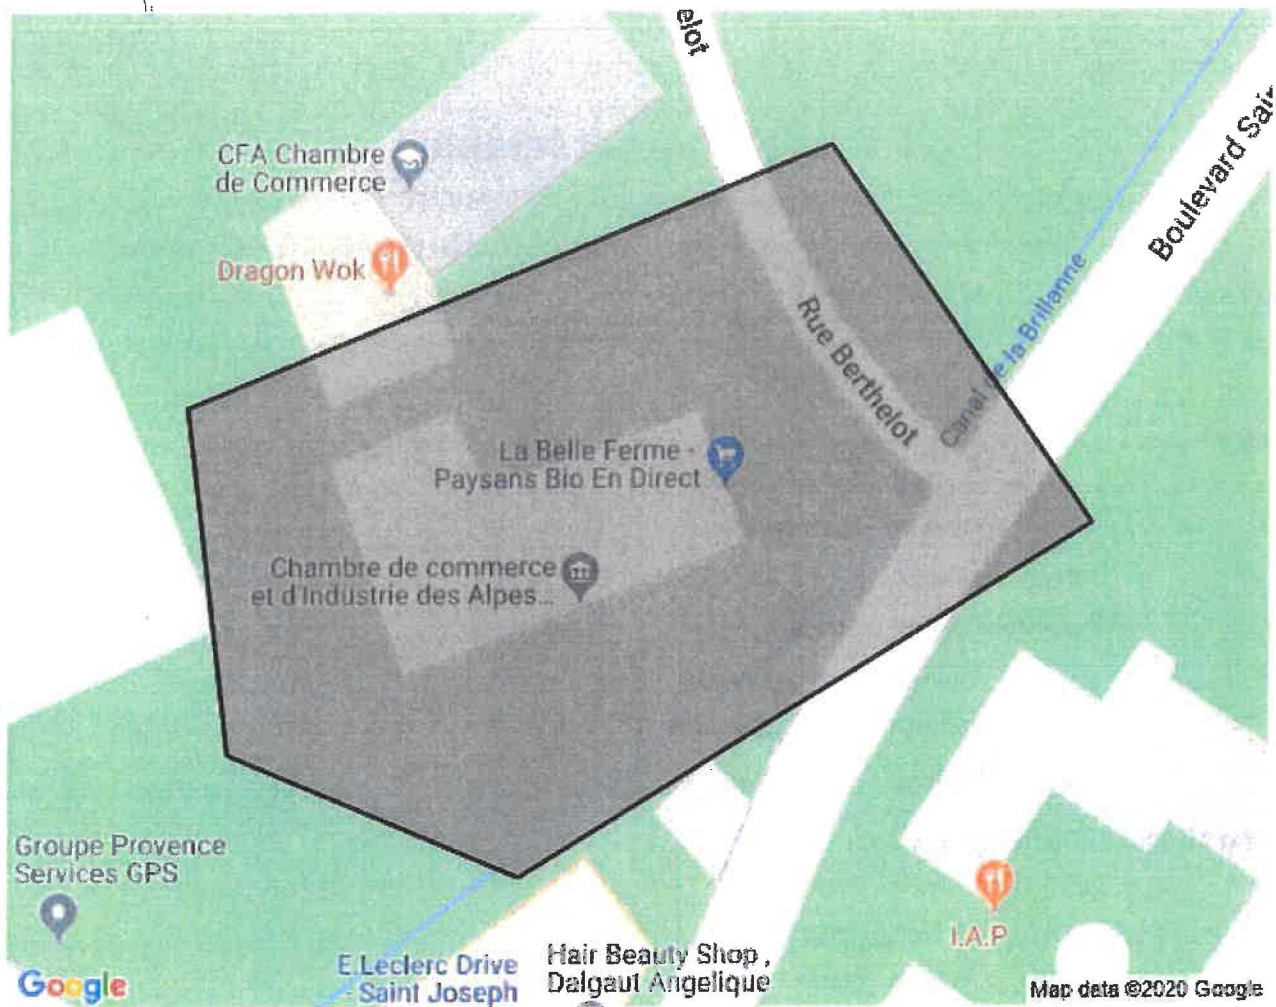 elot
Boulevard Sain
CFA Chambre
de Commerce
Dragon Wok
Canal de la Brillanne
Rue Berthelot
La Belle Ferme -
Paysans Bio En Direct
Chambre de commerce
et d'Industrie des Alpes...
Groupe Provence
Services GPS
I.A.P
E.Leclerc Drive
- Saint Joseph
Hair Beauty Shop ,
Dalgaut Angelique
Google
Map data ©2020 Google